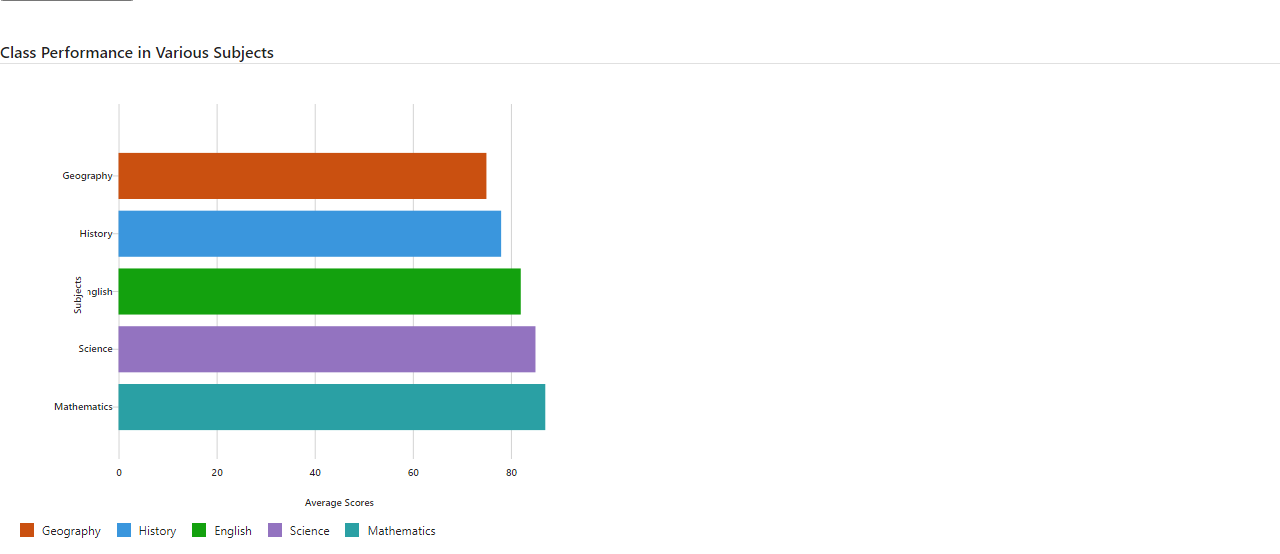 Class Performance in Various Subjects
Geography
History
Subjects
nglish
Science
Mathematics
0 20 40 60 80
Average Scores
Geography History English Science Mathematics